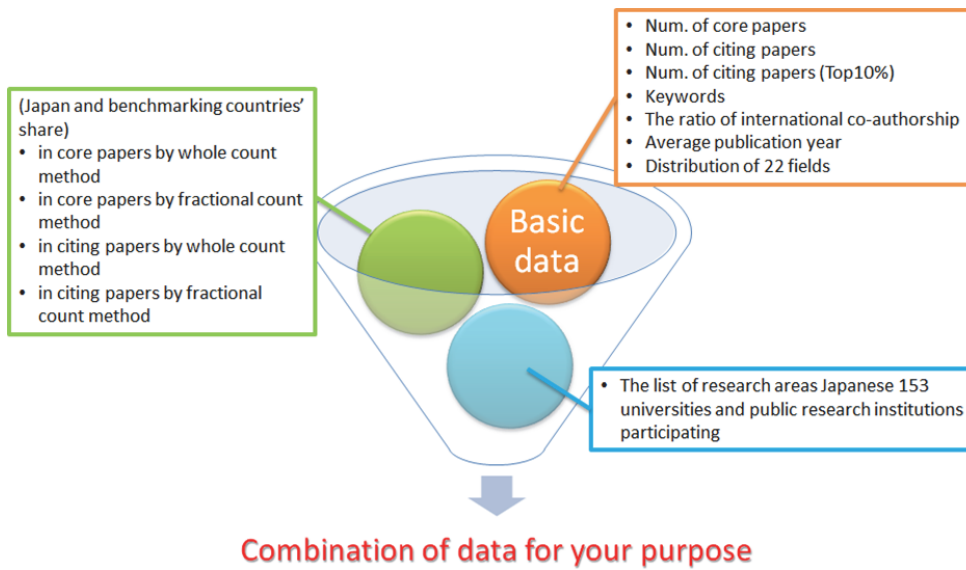 • Num. of core papers
• Num. of citing papers
• Num. of citing papers (Top10%)
• Keywords
• The ratio of international co-authorship
• Average publication year
• Distribution of 22 fields
(Japan and benchmarking countries'
share)
• in core papers by whole count
method
• in core papers by fractional count
method
• in citing papers by whole count
method
• in citing papers by fractional
count method
Basic
data
• The list of research areas Japanese 153
universities and public research institutions
participating
Combination of data for your purpose